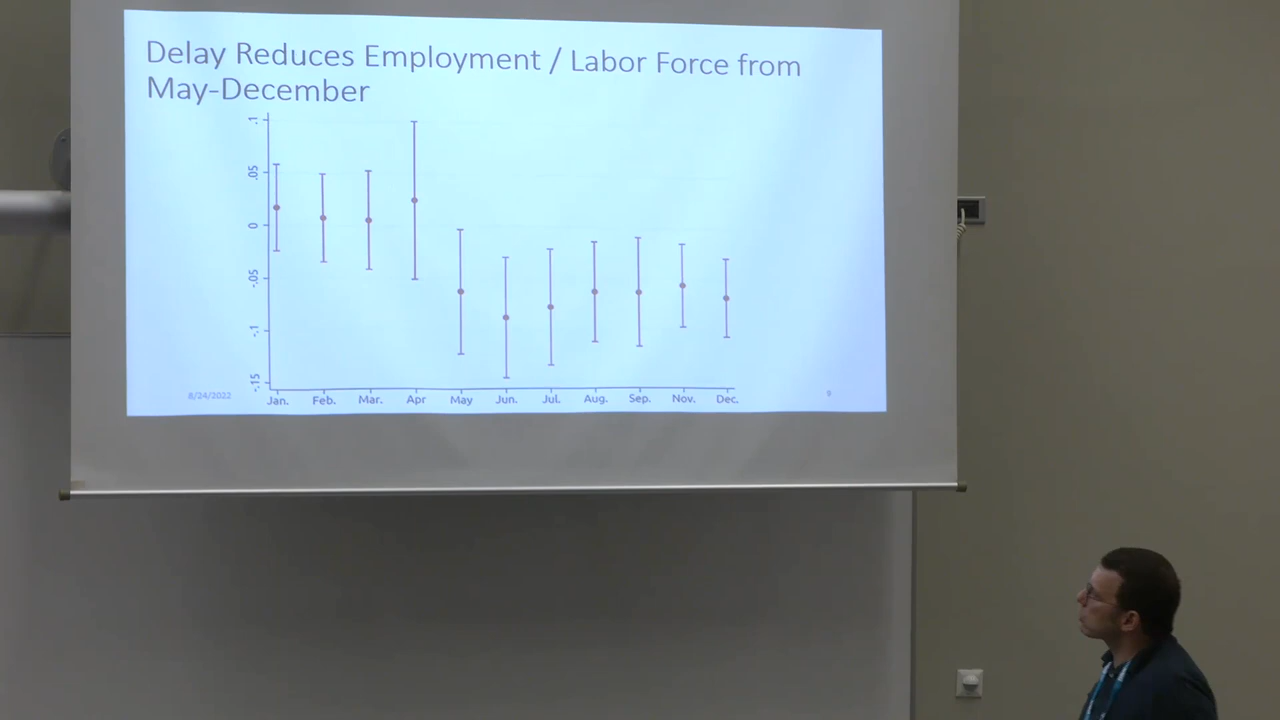 Delay Reduces Employment / Labor Force from
May-December
.1
.05
0
-.05
-.1
-.15
Jan. Feb. Mar. Apr May Jun. Jul. Aug. Sep. Nov. Dec.
8/24/2022
9